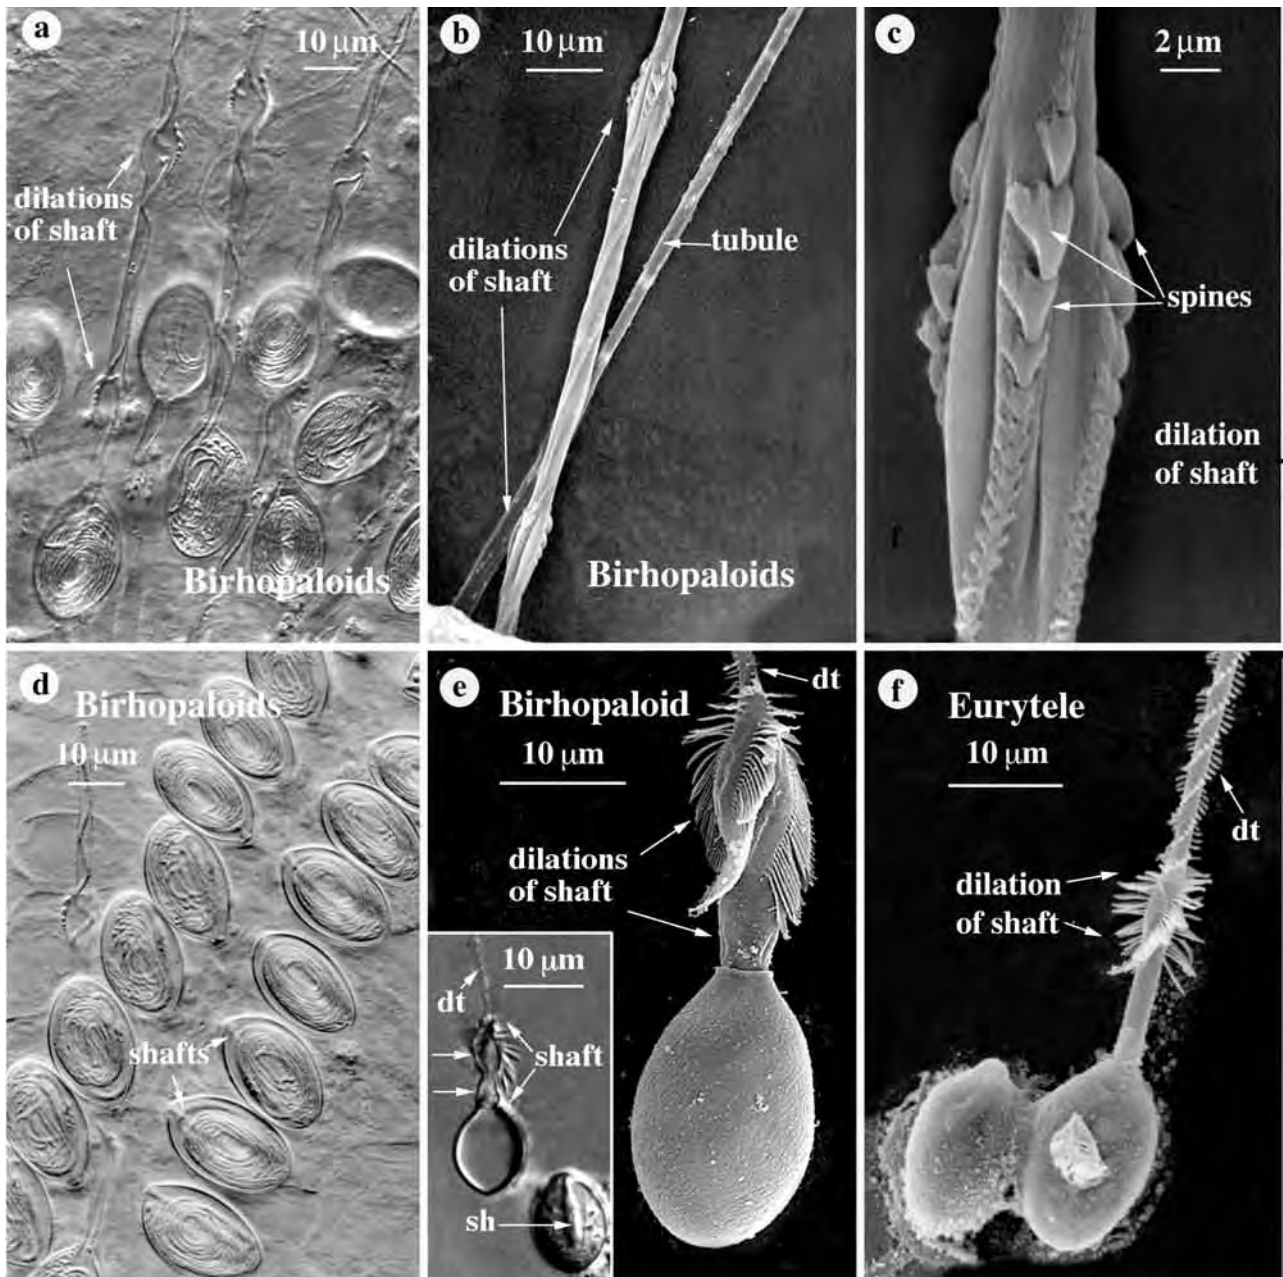 a
10 µm
dilations
of shaft
Birhopaloids
b
10 µm
dilations
of shaft
tubule
Birhopaloids
c
2 µm
spines
dilation
of shaft
d
Birhopaloids
10 µm
shafts
e
Birhopaloid
10 µm
dt
dilations
of shaft
10 µm
dt
shaft
sh
f
Eurytele
10 µm
dt
dilation
of shaft